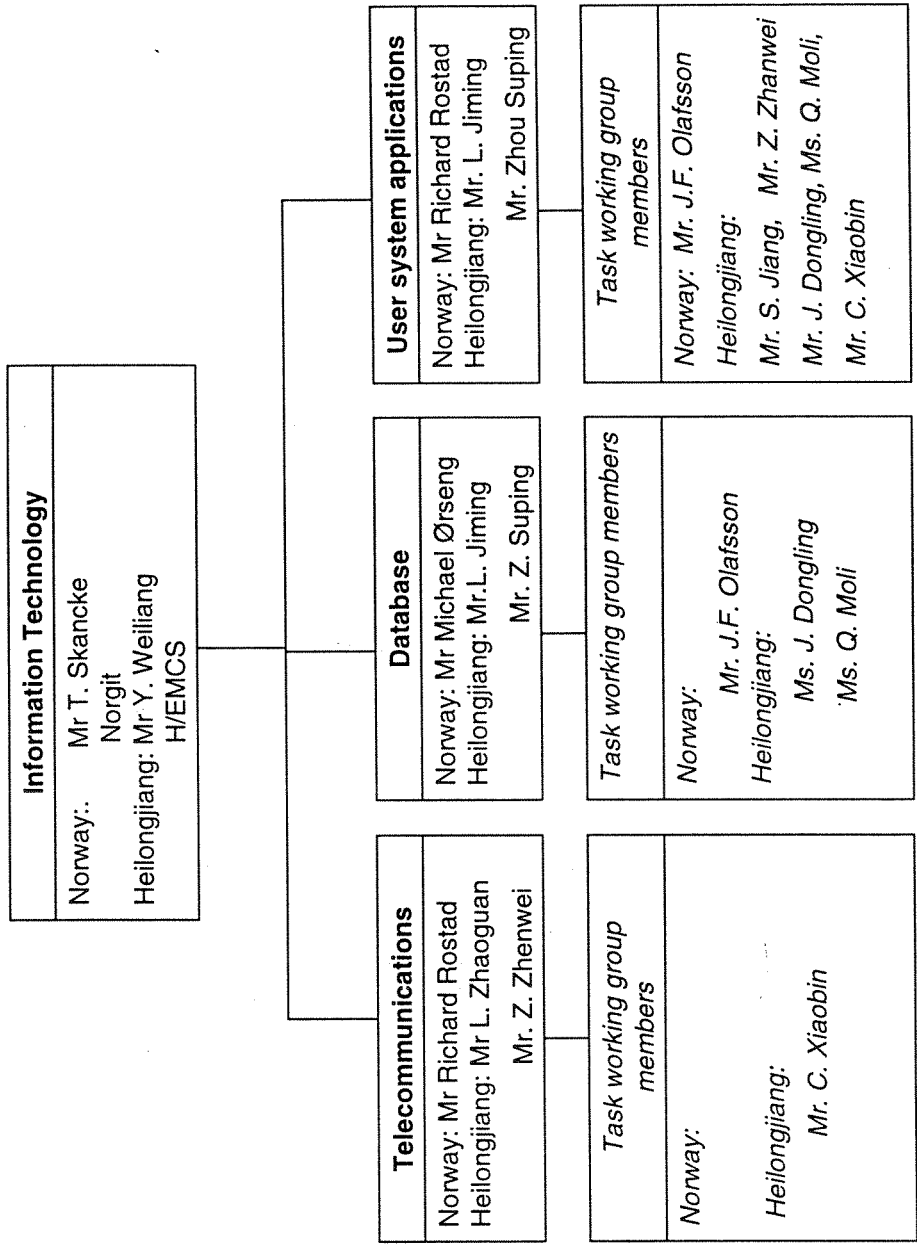 Information Technology
Norway:. Mr T. Skancke
Norgit
Heilongjiang: Mr Y. Weiliang
H/EMCS
Telecommunications
Norway: Mr Richard Rostad
Heilongjiang: Mr L. Zhaoguan
Mr. Z. Zhenwei
Task working group
members
Norway:
Heilongjiang:
Mr. C. Xiaobin
Database
Norway: Mr Michael Ørseng
Heilongjiang: Mr.L. Jiming
Mr. Z. Suping
Task working group members
Norway:
Mr. J.F. Olafsson
Heilongjiang:
Ms. J. Dongling
Ms. Q. Moli
User system applications
Norway: Mr Richard Rostad
Heilongjiang: Mr. L. Jiming
Mr. Zhou Suping
Task working group
members
Norway: Mr. J.F. Olafsson
Heilongjiang:
Mr. S. Jiang, Mr. Z. Zhanwei
Mr. J. Dongling, Ms. Q. Moli,
Mr. C. Xiaobin